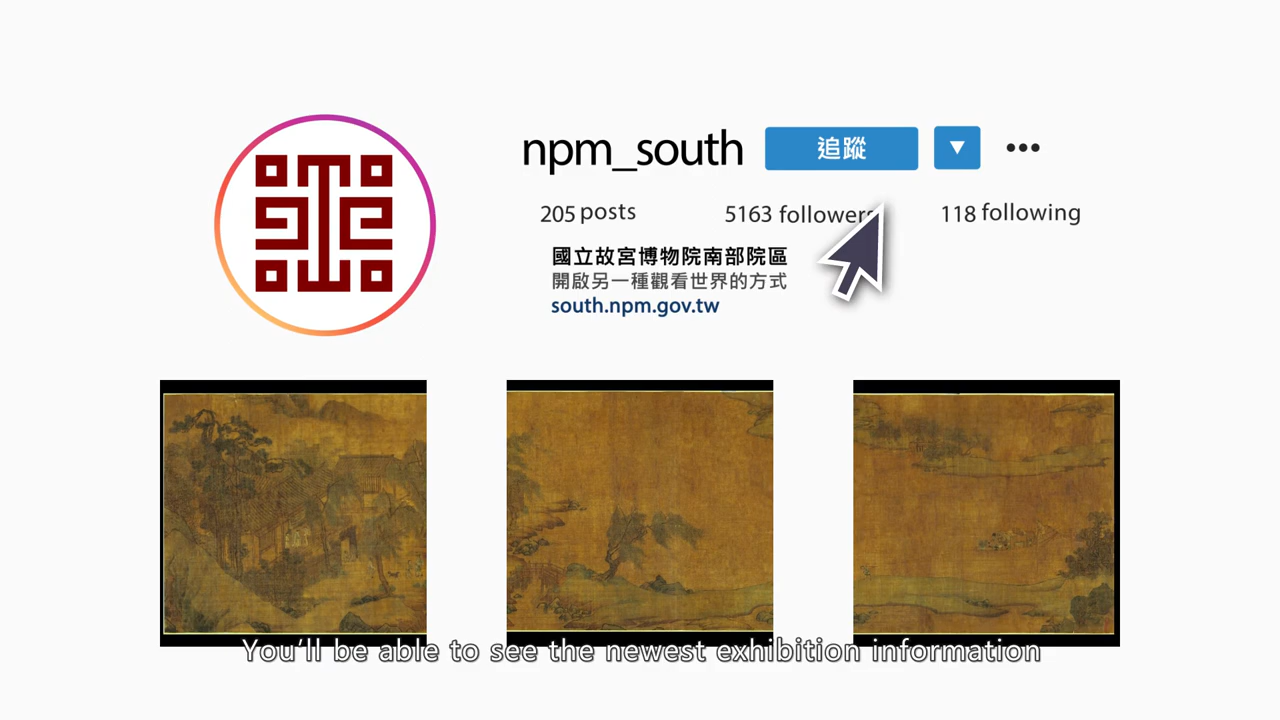 npm_south 追蹤 ▼ •••
205 posts 5163 followers 118 following
國立故宮博物院南部院區
開啟另一種觀看世界的方式
south.npm.gov.tw
You'll be able to see the newest exhibition information